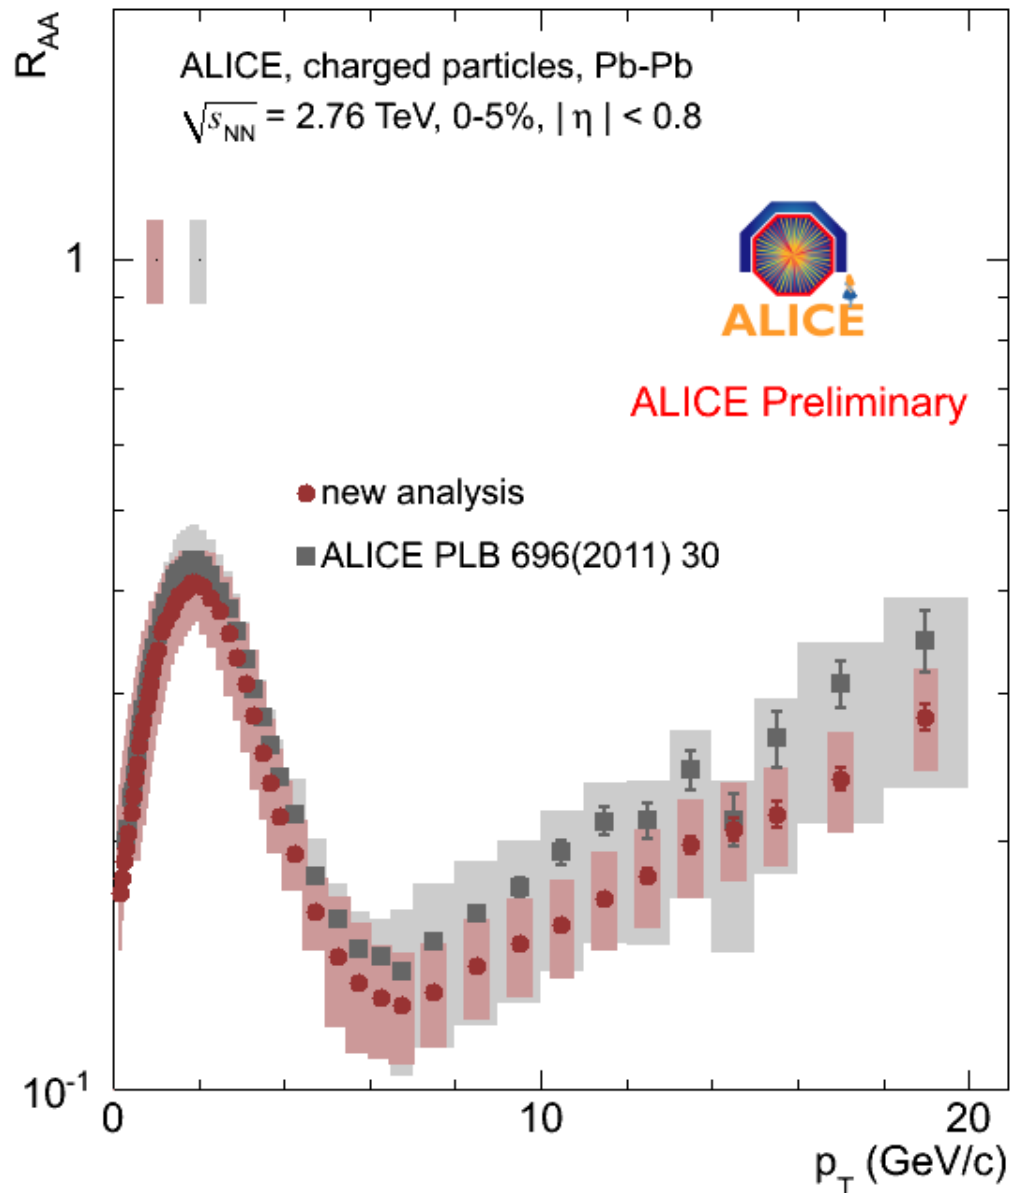 R_AA
ALICE, charged particles, Pb-Pb
√s_NN = 2.76 TeV, 0-5%, | η | < 0.8
1
ALICE
ALICE Preliminary
new analysis
ALICE PLB 696(2011) 30
10^-1
0 10 20
p_T (GeV/c)